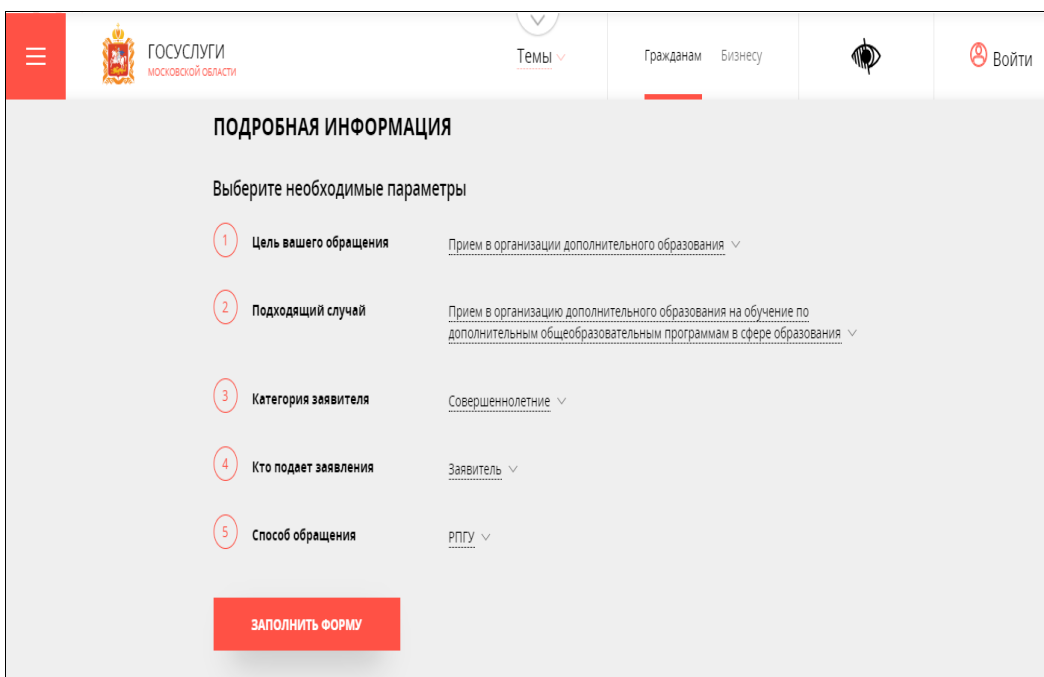 ГОСУСЛУГИ
МОСКОВСКОЙ ОБЛАСТИ
Темы
Гражданам
Бизнесу
Войти
ПОДРОБНАЯ ИНФОРМАЦИЯ
Выберите необходимые параметры
1 Цель вашего обращения Прием в организации дополнительного образования
2 Подходящий случай Прием в организацию дополнительного образования на обучение по
дополнительным общеобразовательным программам в сфере образования
3 Категория заявителя Совершеннолетние
4 Кто подает заявления Заявитель
5 Способ обращения РПГУ
ЗАПОЛНИТЬ ФОРМУ